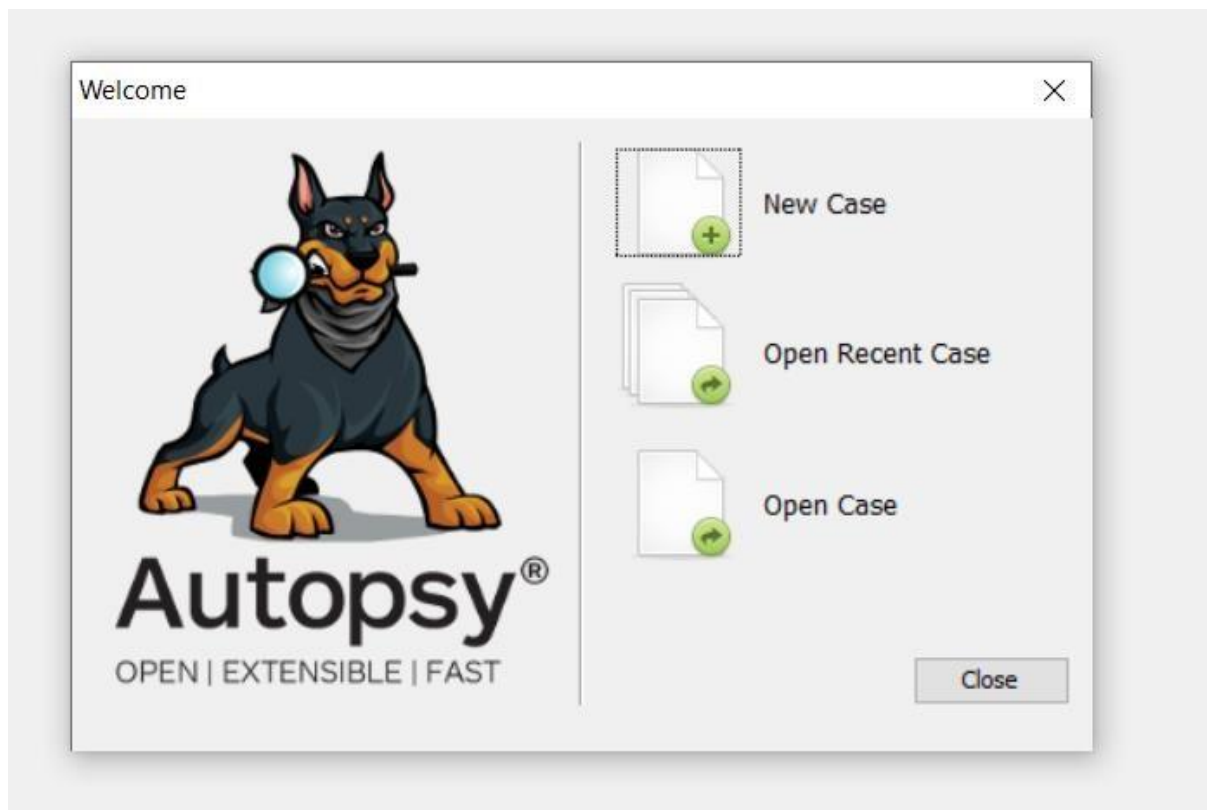 Welcome
New Case
Open Recent Case
Open Case
Autopsy®
OPEN | EXTENSIBLE | FAST
Close